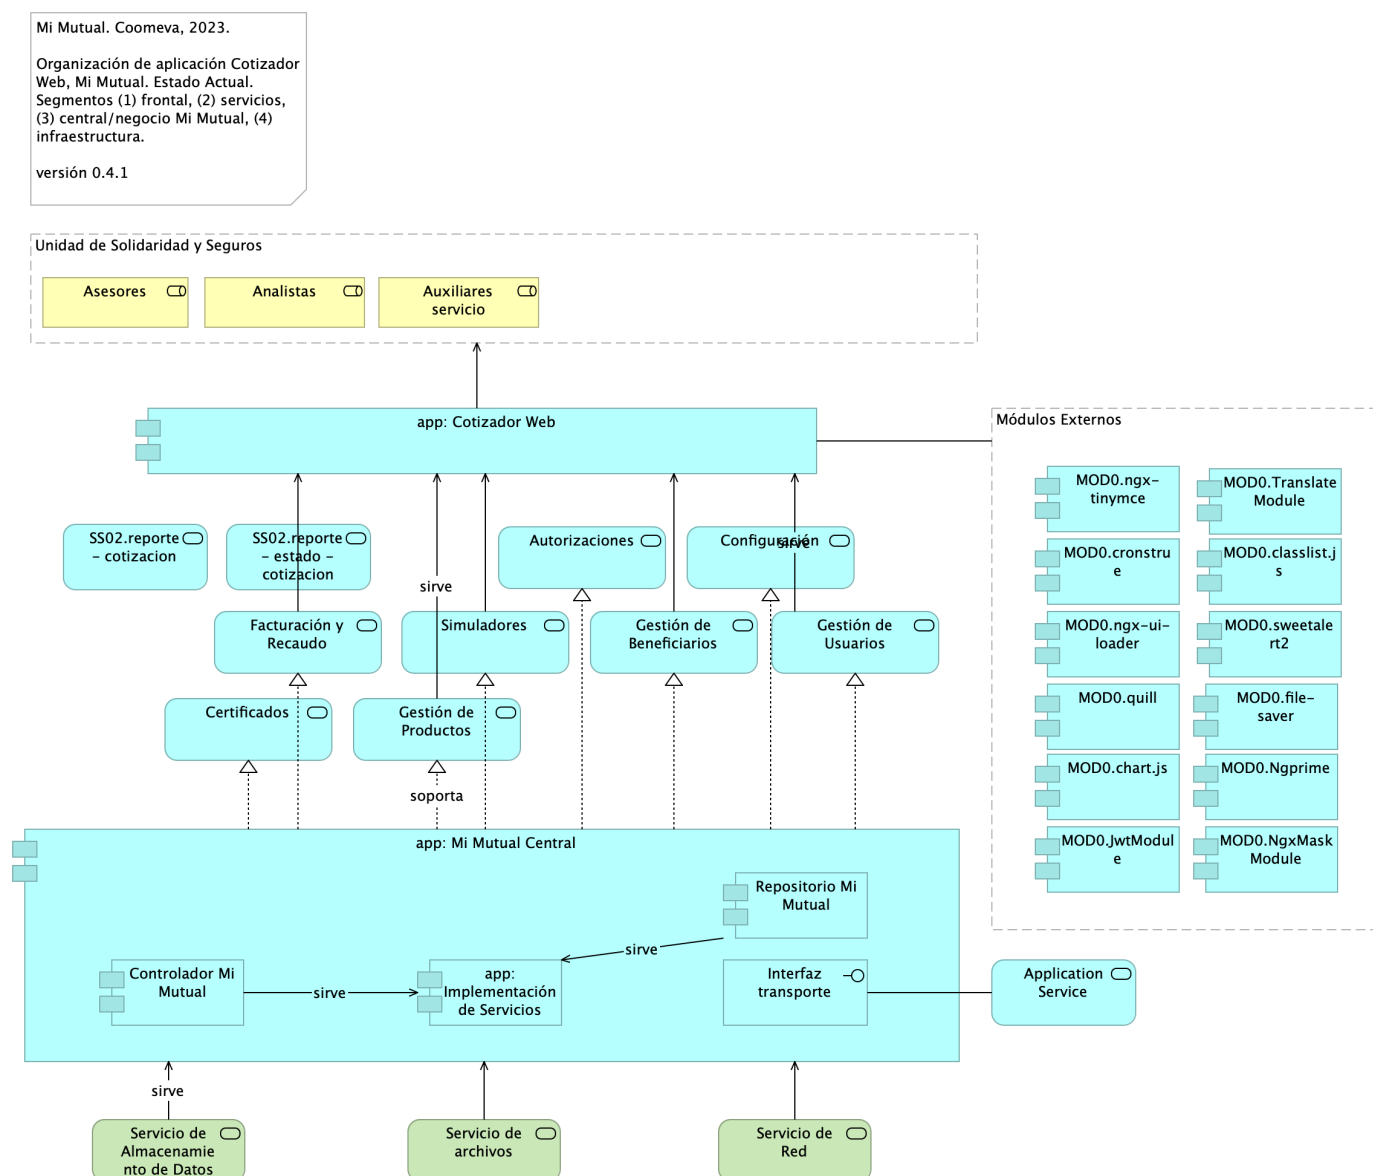 Mi Mutual. Coomeva, 2023.
Organización de aplicación Cotizador
Web, Mi Mutual. Estado Actual.
Segmentos (1) frontal, (2) servicios,
(3) central/negocio Mi Mutual, (4)
infraestructura.
versión 0.4.1
Unidad de Solidaridad y Seguros
Asesores
Analistas
Auxiliares
servicio
app: Cotizador Web
Módulos Externos
MOD0.ngx-
tinymce
MOD0.Translate
Module
MOD0.cronstru
e
MOD0.classlist.j
s
MOD0.ngx-ui-
loader
MOD0.sweetale
rt2
MOD0.quill
MOD0.file-
saver
MOD0.chart.js
MOD0.Ngprime
MOD0.JwtModul
e
MOD0.NgxMask
Module
SS02.reporte
- cotizacion
SS02.reporte
- estado -
cotizacion
Autorizaciones
Configuración
sirve
sirve
Facturación y
Recaudo
Simuladores
Gestión de
Beneficiarios
Gestión de
Usuarios
Certificados
Gestión de
Productos
soporta
app: Mi Mutual Central
Repositorio Mi
Mutual
sirve
Controlador Mi
Mutual
sirve
app:
Implementación
de Servicios
Interfaz
transporte
Application
Service
sirve
Servicio de
Almacenamie
nto de Datos
Servicio de
archivos
Servicio de
Red